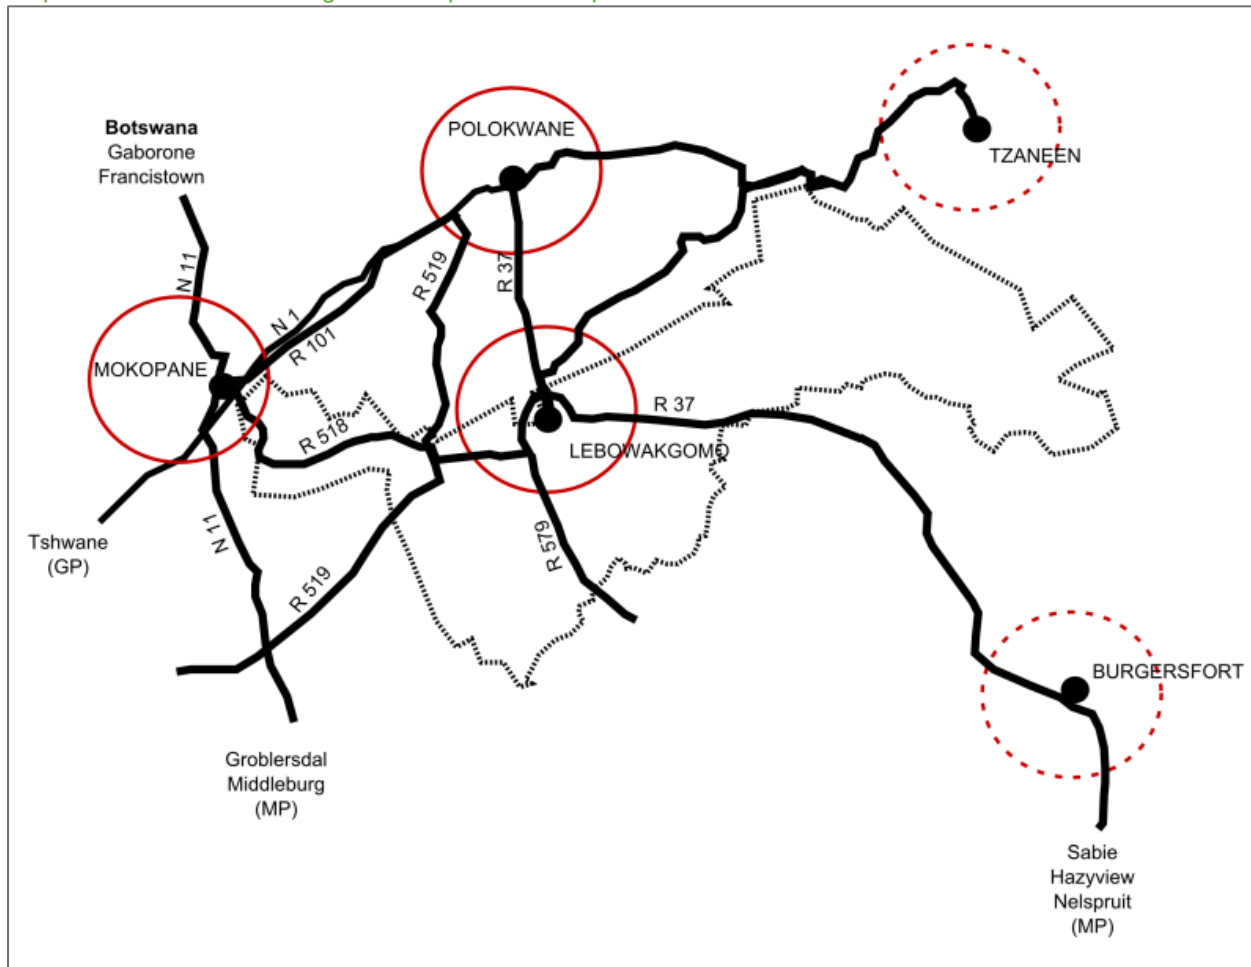 POLOKWANE
Botswana
Gaborone
Francistown
TZANEEN
N 11
R 519
R 37
N 1
R 101
MOKOPANE
R 37
R 518
LEBOWAKGOMO
Tshwane
(GP)
N 11
R 579
R 519
BURGERSFORT
Groblersdal
Middleburg
(MP)
Sabie
Hazyview
Nelspruit
(MP)